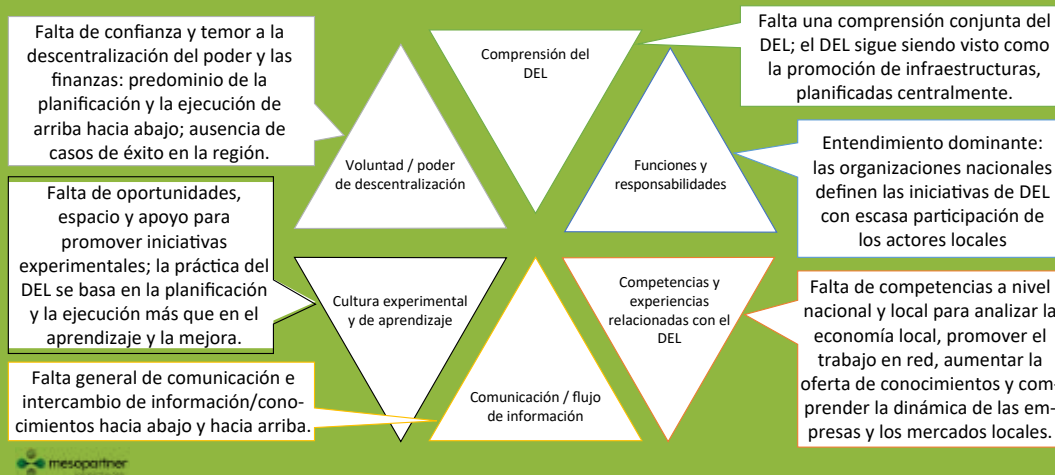 Falta de confianza y temor a la
descentralización del poder y las
finanzas: predominio de la
planificación y la ejecución de
arriba hacia abajo; ausencia de
casos de éxito en la región.
Comprensión del
DEL
Falta una comprensión conjunta del
DEL; el DEL sigue siendo visto como
la promoción de infraestructuras,
planificadas centralmente.
Voluntad / poder
de descentralización
Funciones y
responsabilidades
Entendimiento dominante:
las organizaciones nacionales
definen las iniciativas de DEL
con escasa participación de
los actores locales
Falta de oportunidades,
espacio y apoyo para
promover iniciativas
experimentales; la práctica del
DEL se basa en la planificación
y la ejecución más que en el
aprendizaje y la mejora.
Cultura experimental
y de aprendizaje
Competencias y
experiencias
relacionadas con el
DEL
Falta de competencias a nivel
nacional y local para analizar la
economía local, promover el
trabajo en red, aumentar la
oferta de conocimientos y com-
prender la dinámica de las em-
presas y los mercados locales.
Falta general de comunicación e
intercambio de información/cono-
cimientos hacia abajo y hacia arriba.
Comunicación / flujo
de información
mesopartner